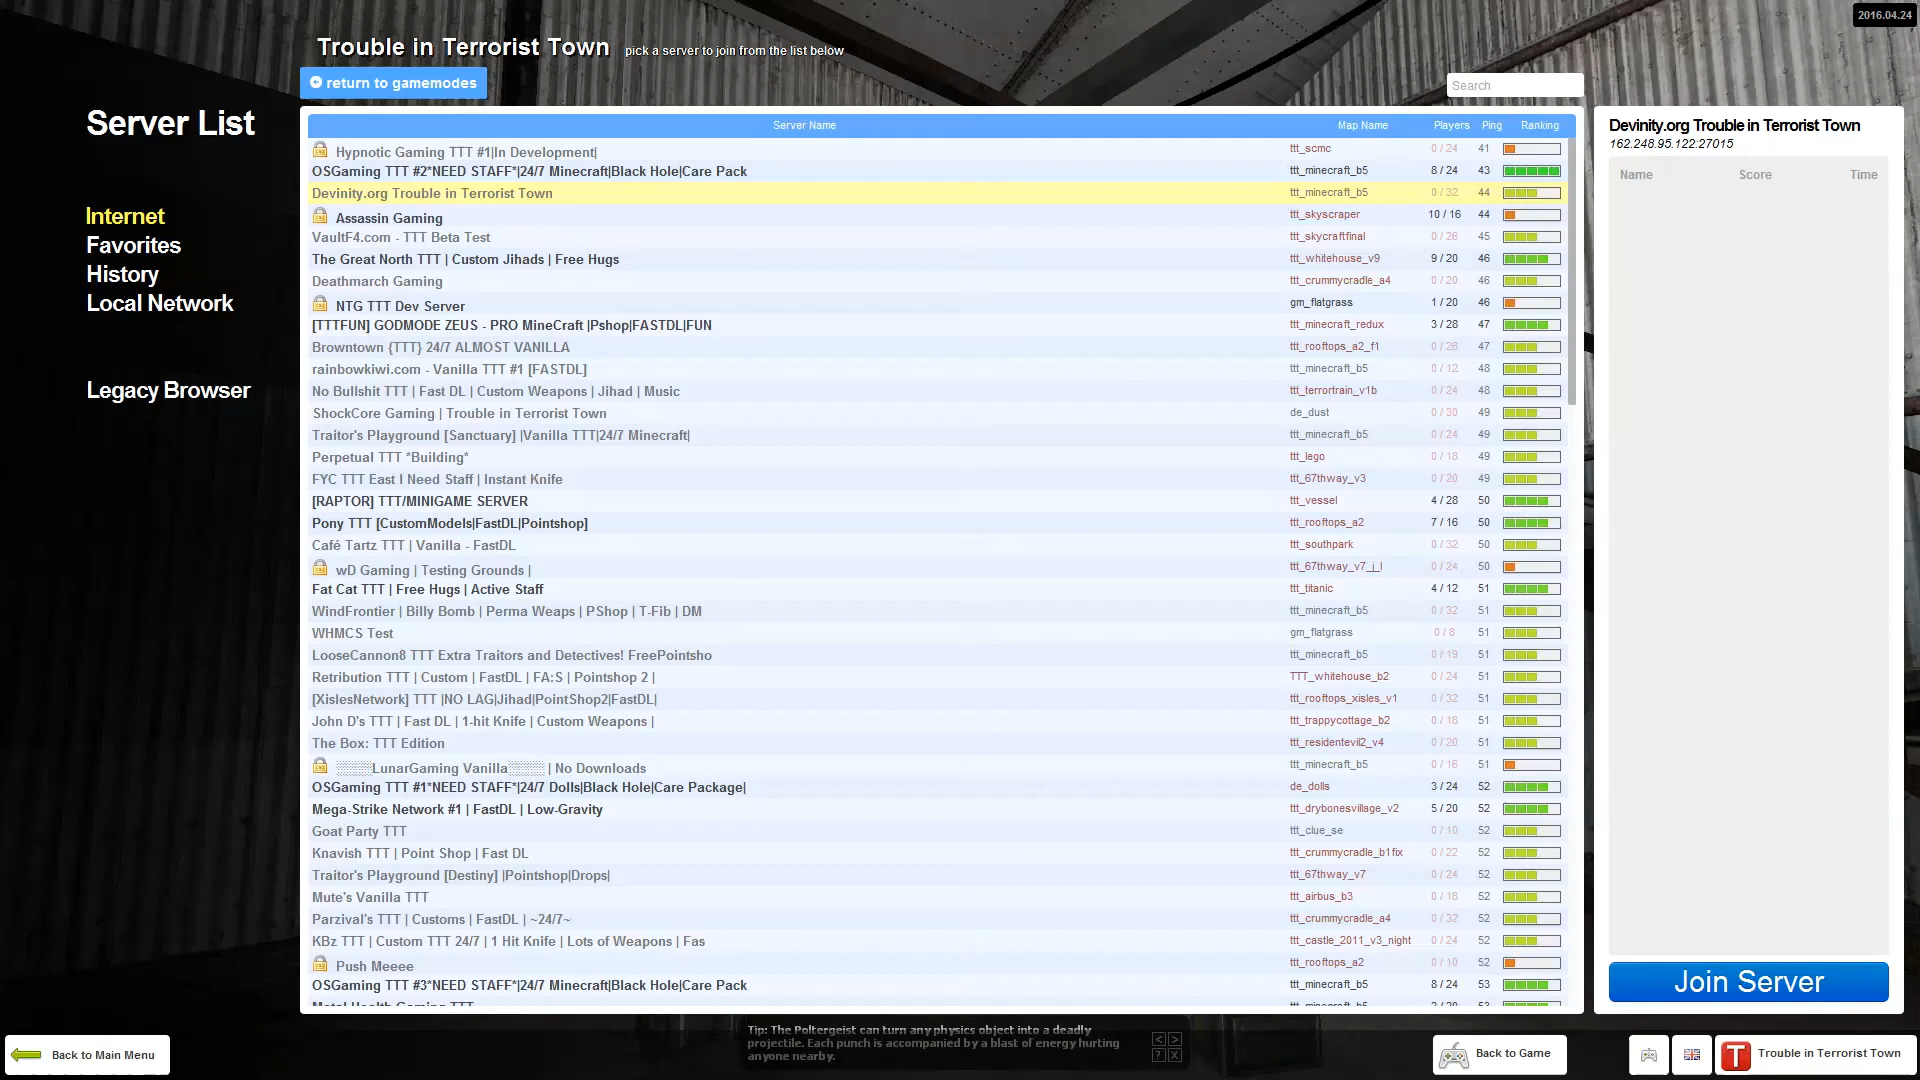 2016.04.24
Trouble in Terrorist Town pick a server to join from the list below
return to gamemodes
Search
Server List
Internet
Favorites
History
Local Network
Legacy Browser
Server Name Map Name Players Ping Ranking
Hypnotic Gaming TTT #1|In Development| ttt_scmc 0 / 24 41
OSGaming TTT #2*NEED STAFF*|24/7 Minecraft|Black Hole|Care Pack ttt_minecraft_b5 8 / 24 43
Devinity.org Trouble in Terrorist Town ttt_minecraft_b5 0 / 32 44
Assassin Gaming ttt_skyscraper 10 / 16 44
VaultF4.com - TTT Beta Test ttt_skycraftfinal 0 / 26 45
The Great North TTT | Custom Jihads | Free Hugs ttt_whitehouse_v9 9 / 20 46
Deathmarch Gaming ttt_crummycradle_a4 0 / 20 46
NTG TTT Dev Server gm_flatgrass 1 / 20 46
[TTTFUN] GODMODE ZEUS - PRO MineCraft |Pshop|FASTDL|FUN ttt_minecraft_redux 3 / 28 47
Browntown {TTT} 24/7 ALMOST VANILLA ttt_rooftops_a2_f1 0 / 26 47
rainbowkiwi.com - Vanilla TTT #1 [FASTDL] ttt_minecraft_b5 0 / 12 48
No Bullshit TTT | Fast DL | Custom Weapons | Jihad | Music ttt_terrortrain_v1b 0 / 24 48
ShockCore Gaming | Trouble in Terrorist Town de_dust 0 / 30 49
Traitor's Playground [Sanctuary] |Vanilla TTT|24/7 Minecraft| ttt_minecraft_b5 0 / 24 49
Perpetual TTT *Building* ttt_lego 0 / 18 49
FYC TTT East I Need Staff | Instant Knife ttt_67thway_v3 0 / 20 49
[RAPTOR] TTT/MINIGAME SERVER ttt_vessel 4 / 28 50
Pony TTT [CustomModels|FastDL|Pointshop] ttt_rooftops_a2 7 / 16 50
Café Tartz TTT | Vanilla - FastDL ttt_southpark 0 / 32 50
wD Gaming | Testing Grounds | ttt_67thway_v7_j_l 0 / 24 50
Fat Cat TTT | Free Hugs | Active Staff ttt_titanic 4 / 12 51
WindFrontier | Billy Bomb | Perma Weaps | PShop | T-Fib | DM ttt_minecraft_b5 0 / 32 51
WHMCS Test gm_flatgrass 0 / 8 51
LooseCannon8 TTT Extra Traitors and Detectives! FreePointsho ttt_minecraft_b5 0 / 19 51
Retribution TTT | Custom | FastDL | FA:S | Pointshop 2 | TTT_whitehouse_b2 0 / 24 51
[XislesNetwork] TTT |NO LAG|Jihad|PointShop2|FastDL| ttt_rooftops_xisles_v1 0 / 32 51
John D's TTT | Fast DL | 1-hit Knife | Custom Weapons | ttt_trappycottage_b2 0 / 18 51
The Box: TTT Edition ttt_residentevil2_v4 0 / 20 51
░░░░LunarGaming Vanilla░░░░ | No Downloads ttt_minecraft_b5 0 / 16 51
OSGaming TTT #1*NEED STAFF*|24/7 Dolls|Black Hole|Care Package| de_dolls 3 / 24 52
Mega-Strike Network #1 | FastDL | Low-Gravity ttt_drybonesvillage_v2 5 / 20 52
Goat Party TTT ttt_clue_se 0 / 10 52
Knavish TTT | Point Shop | Fast DL ttt_crummycradle_b1fix 0 / 22 52
Traitor's Playground [Destiny] |Pointshop|Drops| ttt_67thway_v7 0 / 24 52
Mute's Vanilla TTT ttt_airbus_b3 0 / 18 52
Parzival's TTT | Customs | FastDL | ~24/7~ ttt_crummycradle_a4 0 / 32 52
KBz TTT | Custom TTT 24/7 | 1 Hit Knife | Lots of Weapons | Fas ttt_castle_2011_v3_night 0 / 24 52
Push Meeee ttt_rooftops_a2 0 / 10 52
OSGaming TTT #3*NEED STAFF*|24/7 Minecraft|Black Hole|Care Pack ttt_minecraft_b5 8 / 24 53
Metal Health Gaming TTT ttt_minecraft_b5 2 / 20 53
Devinity.org Trouble in Terrorist Town
162.248.95.122:27015
Name Score Time
Join Server
Back to Main Menu
Tip: The Poltergeist can turn any physics object into a deadly
projectile. Each punch is accompanied by a blast of energy hurting
anyone nearby.
< >
? X
Back to Game
T Trouble in Terrorist Town